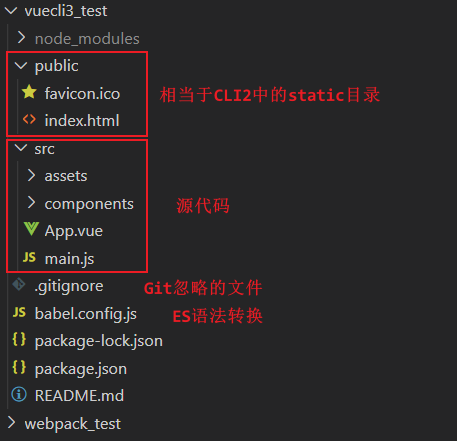 vuecli3_test
node_modules
public
favicon.ico
相当于CLI2中的static目录
index.html
src
assets
components
源代码
App.vue
main.js
.gitignore
Git忽略的文件
babel.config.js
ES语法转换
package-lock.json
package.json
README.md
webpack_test